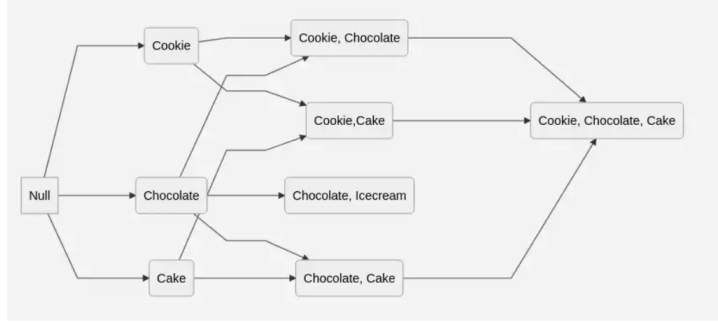 Cookie
Cookie, Chocolate
Cookie,Cake
Cookie, Chocolate, Cake
Null
Chocolate
Chocolate, Icecream
Cake
Chocolate, Cake